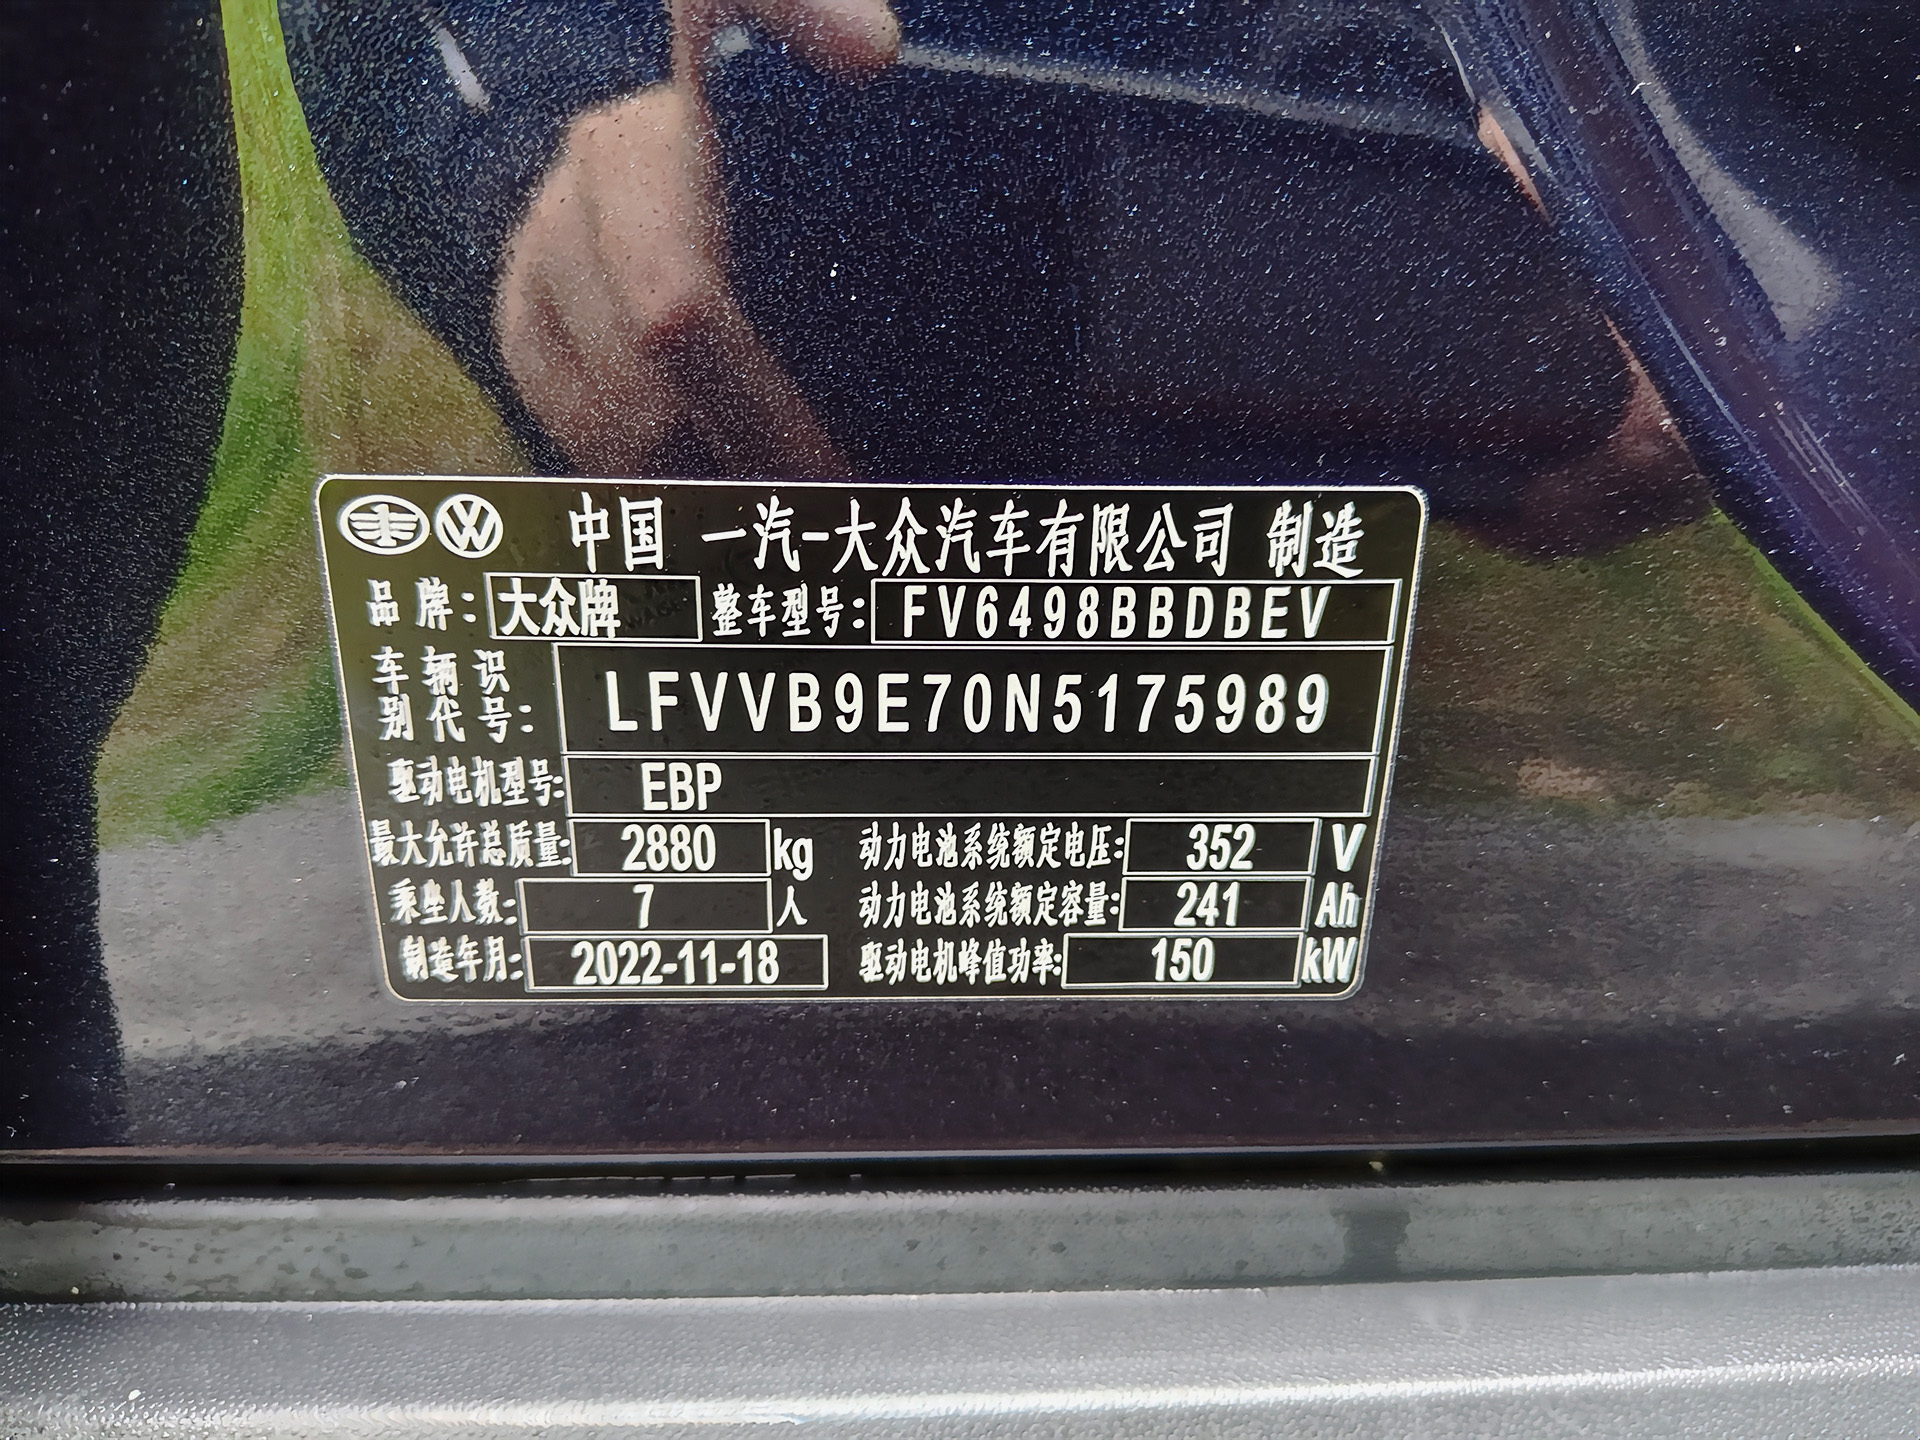 中国 一汽-大众汽车有限公司 制造
品牌: 大众牌 整车型号: FV6498BBDBEV
车辆识别代号: LFVVB9E70N5175989
驱动电机型号: EBP
最大允许总质量: 2880 kg 动力电池系统额定电压: 352 V
乘坐人数: 7 人 动力电池系统额定容量: 241 Ah
制造年月: 2022-11-18 驱动电机峰值功率: 150 kW